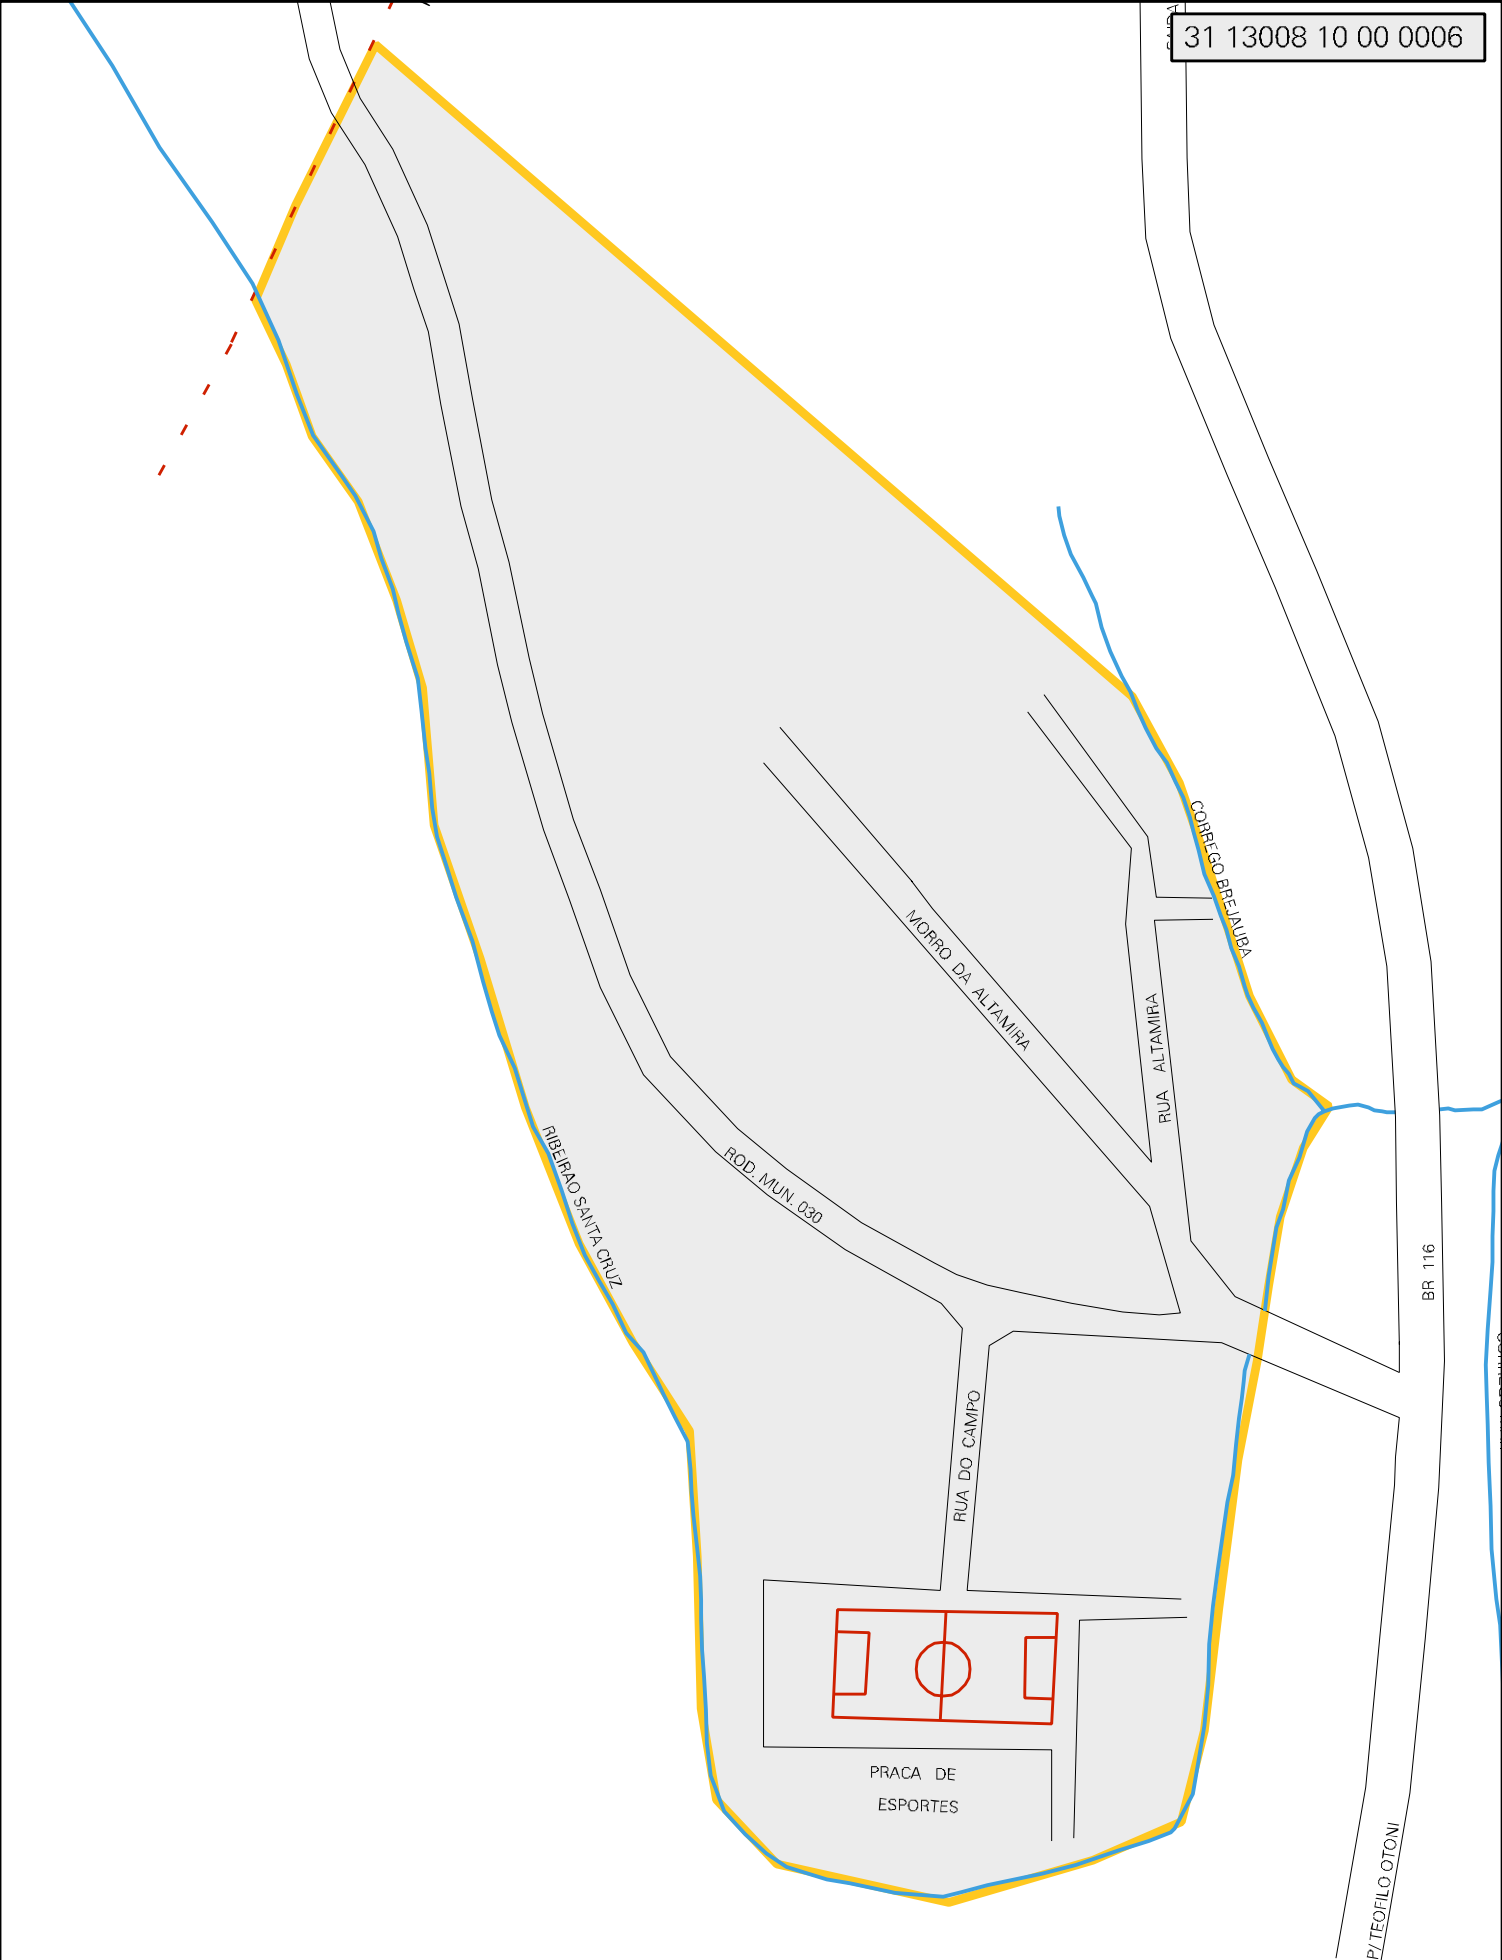 31 13008 10 00 0006
CORREGO BREJAUBA
MORRO DA ALTAMIRA
RUA ALTAMIRA
RIBEIRAO SANTA CRUZ
ROD. MUN. 030
BR 116
RUA DO CAMPO
PRACA DE
ESPORTES
P/ TEOFILO OTONI